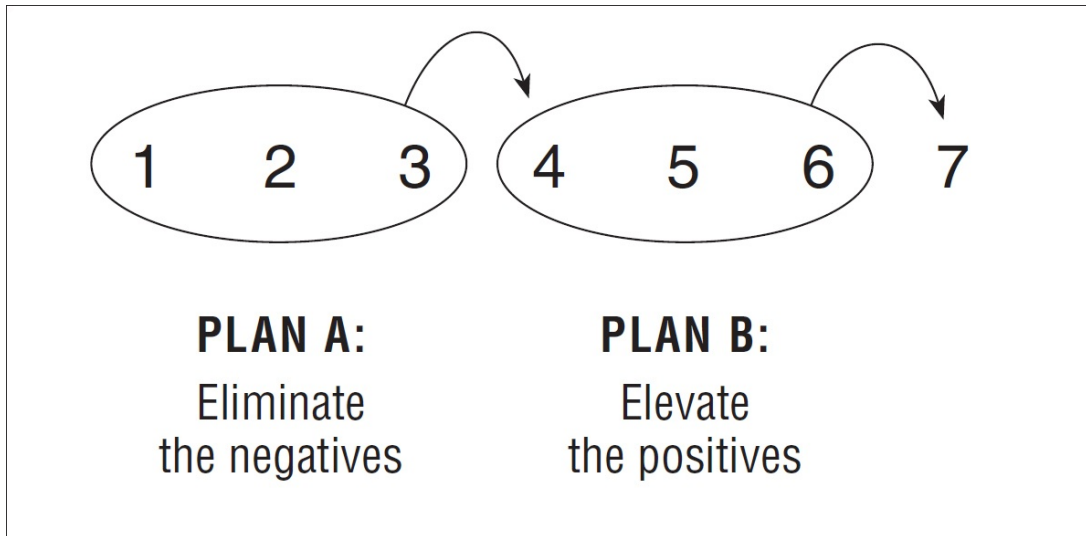 1 2 3 4 5 6 7
PLAN A:
Eliminate
the negatives
PLAN B:
Elevate
the positives